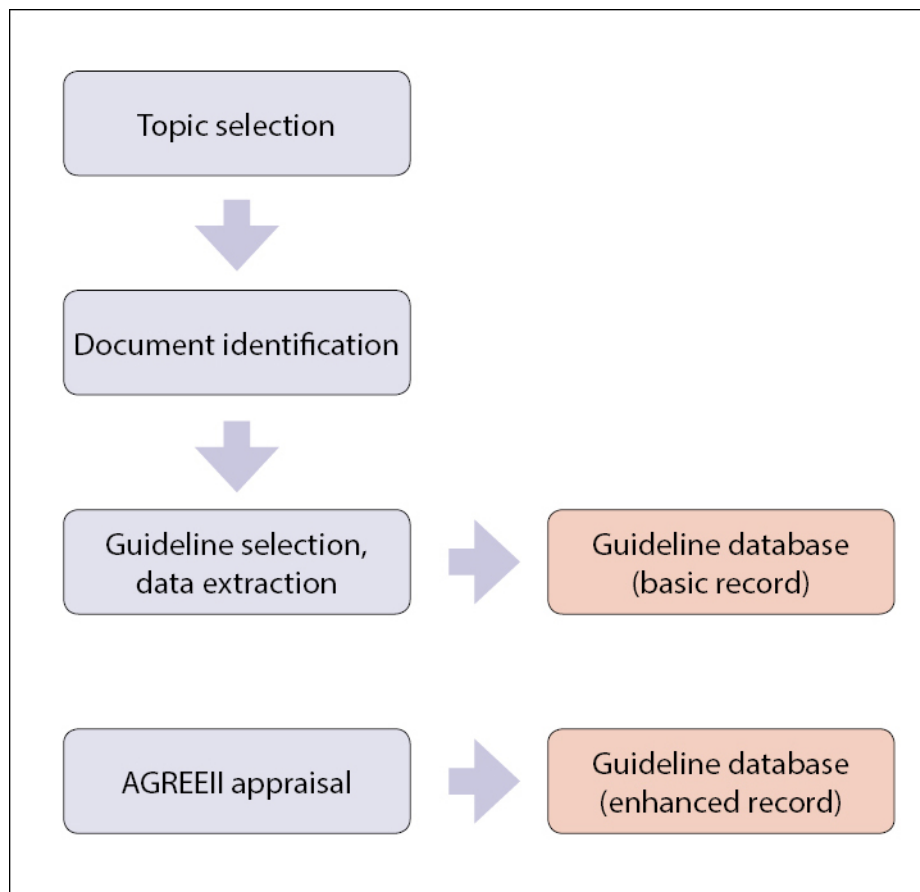 Topic selection
Document identification
Guideline selection,
data extraction
Guideline database
(basic record)
AGREEII appraisal
Guideline database
(enhanced record)